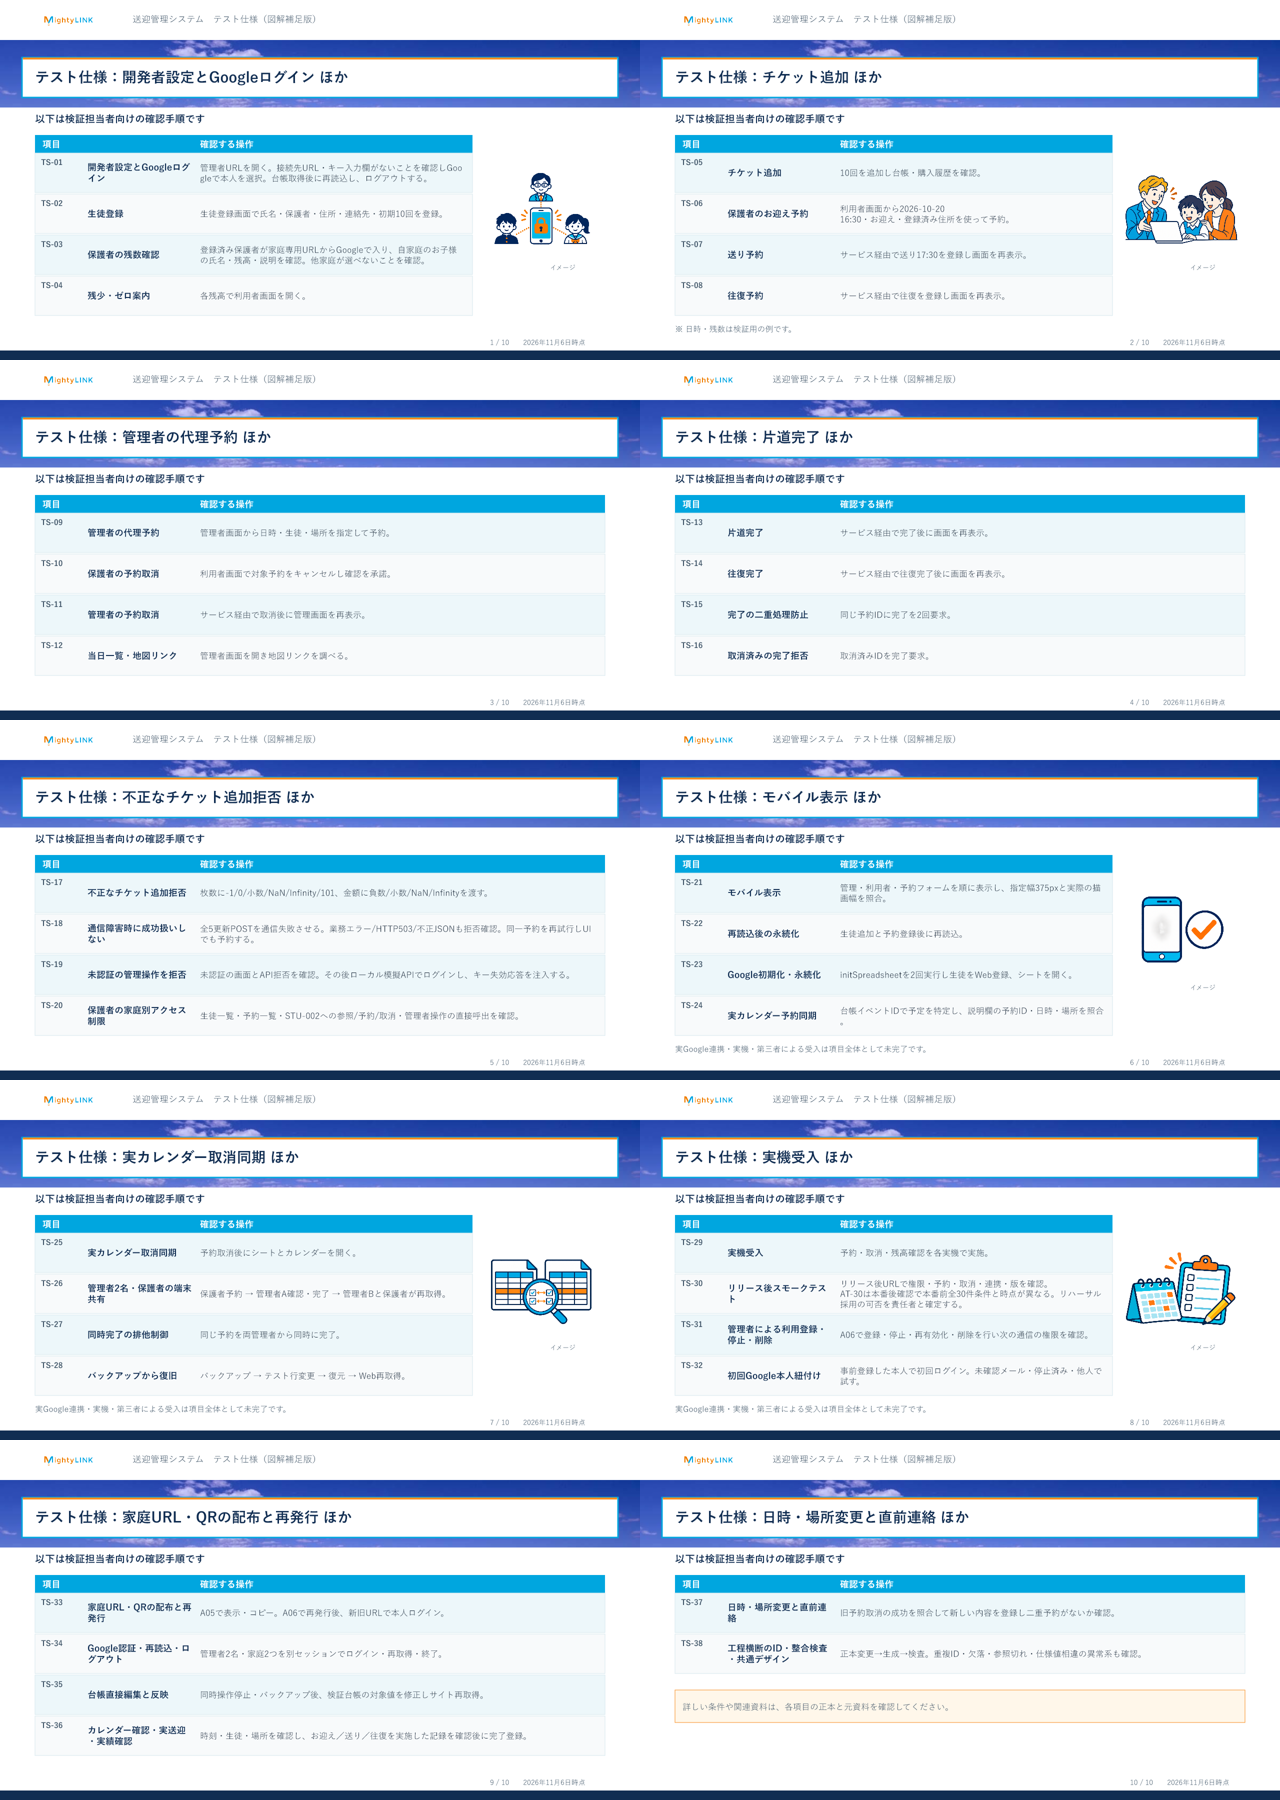 MightyLINK 送迎管理システム テスト仕様（図解補足版）
テスト仕様：開発者設定とGoogleログイン ほか
以下は検証担当者向けの確認手順です
項目 確認する操作
TS-01
開発者設定とGoogleログ
イン
管理者URLを開く。接続先URL・キー入力欄がないことを確認しGoo
gleで本人を選択。台帳取得後に再読込し、ログアウトする。
TS-02
生徒登録
生徒登録画面で氏名・保護者・住所・連絡先・初期10回を登録。
TS-03
保護者の残数確認
登録済み保護者が家庭専用URLからGoogleで入り、自家庭のお子様
の氏名・残高・説明を確認。他家庭が選べないことを確認。
TS-04
残少・ゼロ案内
各残高で利用者画面を開く。
イメージ
1 / 10 2026年11月6日時点
MightyLINK 送迎管理システム テスト仕様（図解補足版）
テスト仕様：チケット追加 ほか
以下は検証担当者向けの確認手順です
項目 確認する操作
TS-05
チケット追加
10回を追加し台帳・購入履歴を確認。
TS-06
保護者のお迎え予約
利用者画面から2026-10-20
16:30・お迎え・登録済み住所を使って予約。
TS-07
送り予約
サービス経由で送り17:30を登録し画面を再表示。
TS-08
往復予約
サービス経由で往復を登録し画面を再表示。
イメージ
※ 日時・残数は検証用の例です。
2 / 10 2026年11月6日時点
MightyLINK 送迎管理システム テスト仕様（図解補足版）
テスト仕様：管理者の代理予約 ほか
以下は検証担当者向けの確認手順です
項目 確認する操作
TS-09
管理者の代理予約
管理者画面から日時・生徒・場所を指定して予約。
TS-10
保護者の予約取消
利用者画面で対象予約をキャンセルし確認を承諾。
TS-11
管理者の予約取消
サービス経由で取消後に管理画面を再表示。
TS-12
当日一覧・地図リンク
管理者画面を開き地図リンクを調べる。
3 / 10 2026年11月6日時点
MightyLINK 送迎管理システム テスト仕様（図解補足版）
テスト仕様：片道完了 ほか
以下は検証担当者向けの確認手順です
項目 確認する操作
TS-13
片道完了
サービス経由で完了後に画面を再表示。
TS-14
往復完了
サービス経由で往復完了後に画面を再表示。
TS-15
完了の二重処理防止
同じ予約IDに完了を2回要求。
TS-16
取消済みの完了拒否
取消済みIDを完了要求。
4 / 10 2026年11月6日時点
MightyLINK 送迎管理システム テスト仕様（図解補足版）
テスト仕様：不正なチケット追加拒否 ほか
以下は検証担当者向けの確認手順です
項目 確認する操作
TS-17
不正なチケット追加拒否
枚数に-1/0/小数/NaN/Infinity/101、金額に負数/小数/NaN/Infinityを渡す。
TS-18
通信障害時に成功扱いし
ない
全5更新POSTを通信失敗させる。業務エラー/HTTP503/不正JSONも拒否確認。同一予約を再試行しUI
でも予約する。
TS-19
未認証の管理操作を拒否
未認証の画面とAPI拒否を確認。その後ローカル模擬APIでログインし、キー失効応答を注入する。
TS-20
保護者の家庭別アクセス
制限
生徒一覧・予約一覧・STU-002への参照/予約/取消・管理者操作の直接呼出を確認。
5 / 10 2026年11月6日時点
MightyLINK 送迎管理システム テスト仕様（図解補足版）
テスト仕様：モバイル表示 ほか
以下は検証担当者向けの確認手順です
項目 確認する操作
TS-21
モバイル表示
管理・利用者・予約フォームを順に表示し、指定幅375pxと実際の描
画幅を照合。
TS-22
再読込後の永続化
生徒追加と予約登録後に再読込。
TS-23
Google初期化・永続化
initSpreadsheetを2回実行し生徒をWeb登録、シートを開く。
TS-24
実カレンダー予約同期
台帳イベントIDで予定を特定し、説明欄の予約ID・日時・場所を照合
。
イメージ
実Google連携・実機・第三者による受入は項目全体として未完了です。
6 / 10 2026年11月6日時点
MightyLINK 送迎管理システム テスト仕様（図解補足版）
テスト仕様：実カレンダー取消同期 ほか
以下は検証担当者向けの確認手順です
項目 確認する操作
TS-25
実カレンダー取消同期
予約取消後にシートとカレンダーを開く。
TS-26
管理者2名・保護者の端末
共有
保護者予約 → 管理者A確認・完了 → 管理者Bと保護者が再取得。
TS-27
同時完了の排他制御
同じ予約を両管理者から同時に完了。
TS-28
バックアップから復旧
バックアップ → テスト行変更 → 復元 → Web再取得。
イメージ
実Google連携・実機・第三者による受入は項目全体として未完了です。
7 / 10 2026年11月6日時点
MightyLINK 送迎管理システム テスト仕様（図解補足版）
テスト仕様：実機受入 ほか
以下は検証担当者向けの確認手順です
項目 確認する操作
TS-29
実機受入
予約・取消・残高確認を各実機で実施。
TS-30
リリース後スモークテス
ト
リリース後URLで権限・予約・取消・連携・版を確認。
AT-30は本番後確認で本番前全30件条件と時点が異なる。リハーサル
採用の可否を責任者と確定する。
TS-31
管理者による利用登録・
停止・削除
A06で登録・停止・再有効化・削除を行い次の通信の権限を確認。
TS-32
初回Google本人紐付け
事前登録した本人で初回ログイン。未確認メール・停止済み・他人で
試す。
イメージ
実Google連携・実機・第三者による受入は項目全体として未完了です。
8 / 10 2026年11月6日時点
MightyLINK 送迎管理システム テスト仕様（図解補足版）
テスト仕様：家庭URL・QRの配布と再発行 ほか
以下は検証担当者向けの確認手順です
項目 確認する操作
TS-33
家庭URL・QRの配布と再
発行
A05で表示・コピー。A06で再発行後、新旧URLで本人ログイン。
TS-34
Google認証・再読込・ロ
グアウト
管理者2名・家庭2つを別セッションでログイン・再取得・終了。
TS-35
台帳直接編集と反映
同時操作停止・バックアップ後、検証台帳の対象値を修正しサイト再取得。
TS-36
カレンダー確認・実送迎
・実績確認
時刻・生徒・場所を確認し、お迎え／送り／往復を実施した記録を確認後に完了登録。
9 / 10 2026年11月6日時点
MightyLINK 送迎管理システム テスト仕様（図解補足版）
テスト仕様：日時・場所変更と直前連絡 ほか
以下は検証担当者向けの確認手順です
項目 確認する操作
TS-37
日時・場所変更と直前連
絡
旧予約取消の成功を照合して新しい内容を登録し二重予約がないか確認。
TS-38
工程横断のID・整合検査
・共通デザイン
正本変更→生成→検査。重複ID・欠落・参照切れ・仕様値相違の異常系も確認。
詳しい条件や関連資料は、各項目の正本と元資料を確認してください。
10 / 10 2026年11月6日時点